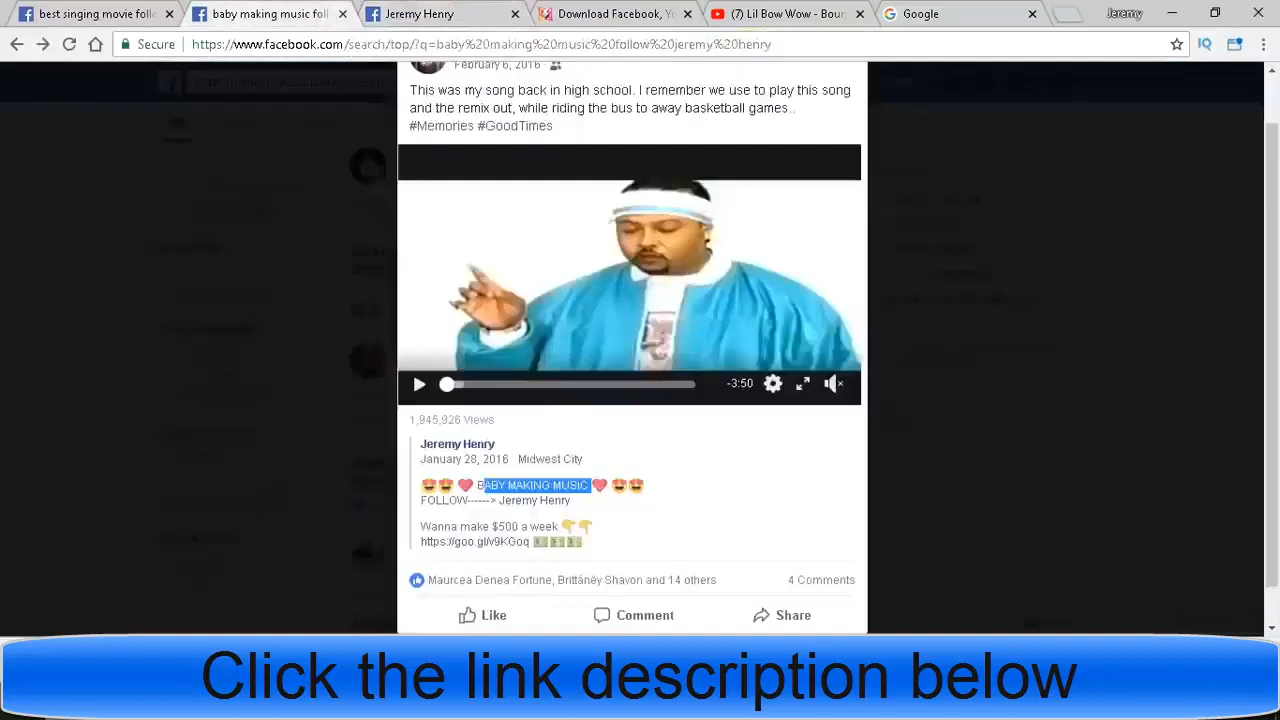 best singing movie foll
baby making music foll
Jeremy Henry
Download Facebook, Yo
(7) Lil Bow Wow - Boun
Google
Jeremy
Secure
https://www.facebook.com/search/top/?q=baby%20making%20music%20follow%20jeremy%20henry
February 6, 2016
This was my song back in high school. I remember we use to play this song
and the remix out, while riding the bus to away basketball games..
#Memories #GoodTimes
-3:50
1,945,926 Views
Jeremy Henry
January 28, 2016 Midwest City
😍😍 ❤️ BABY MAKING MUSIC ❤️ 😍😍
FOLLOW------> Jeremy Henry
Wanna make $500 a week 👇👇
https://goo.gl/v9KGoq 💵💵💵
Maurcea Denea Fortune, Brittåney Shavon and 14 others
4 Comments
Like
Comment
Share
Click the link description below